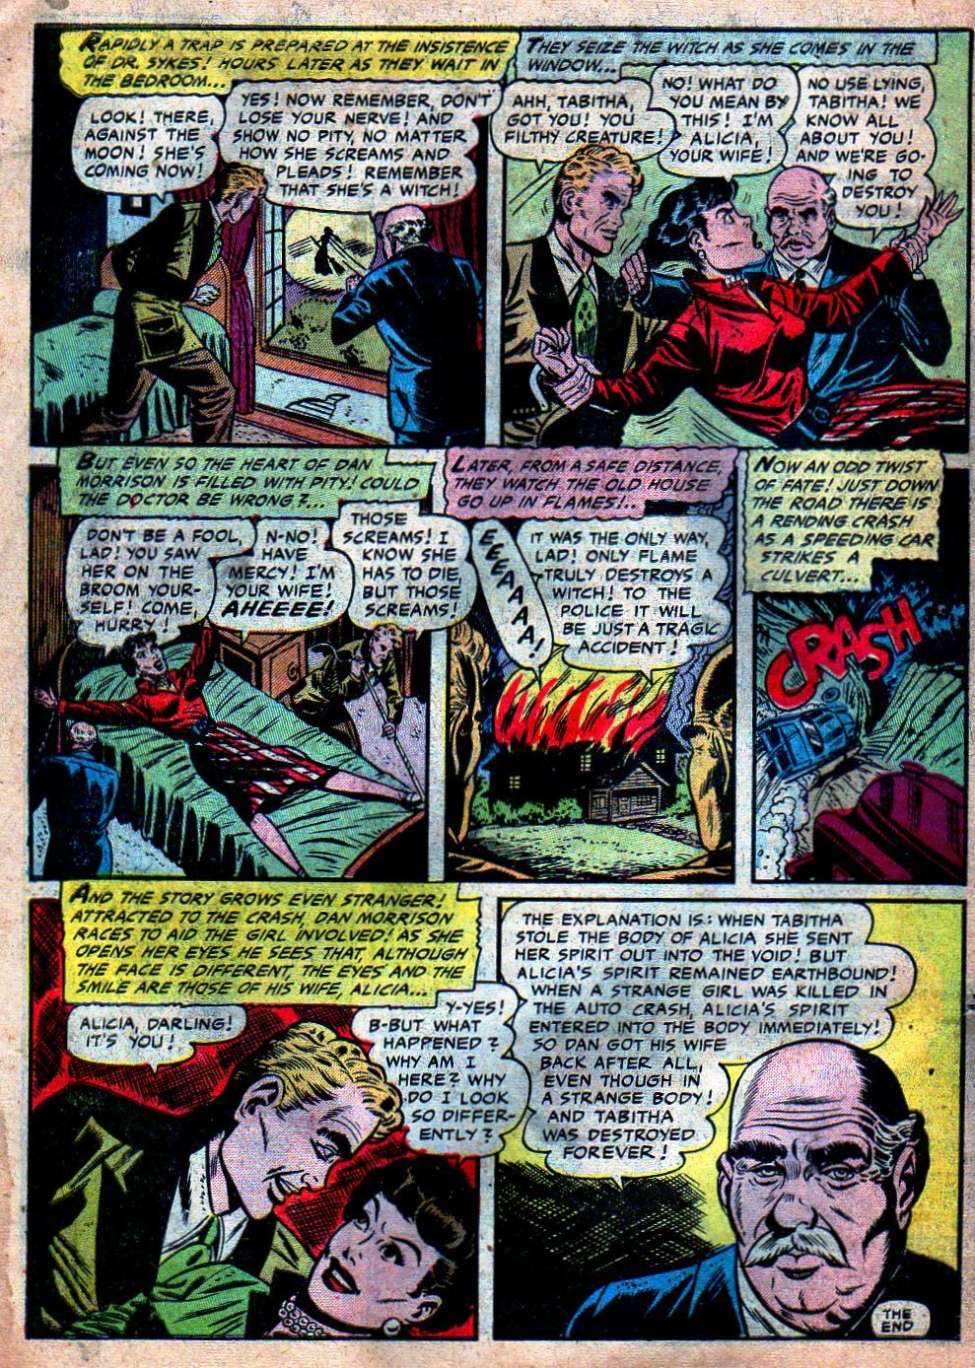 RAPIDLY A TRAP IS PREPARED AT THE INSISTENCE
OF DR. SYKES! HOURS LATER AS THEY WAIT IN
THE BEDROOM...
LOOK! THERE,
AGAINST THE
MOON! SHE'S
COMING NOW!
YES! NOW REMEMBER, DON'T
LOSE YOUR NERVE! AND
SHOW NO PITY, NO MATTER
HOW SHE SCREAMS AND
PLEADS! REMEMBER
THAT SHE'S A WITCH!
THEY SEIZE THE WITCH AS SHE COMES IN THE
WINDOW...
AHH, TABITHA,
GOT YOU! YOU
FILTHY CREATURE!
NO! WHAT DO
YOU MEAN BY
THIS! I'M
ALICIA,
YOUR WIFE!
NO USE LYING,
TABITHA! WE
KNOW ALL
ABOUT YOU!
AND WE'RE GO-
ING TO
DESTROY
YOU!
BUT EVEN SO THE HEART OF DAN
MORRISON IS FILLED WITH PITY! COULD
THE DOCTOR BE WRONG?...
DON'T BE A FOOL,
LAD! YOU SAW
HER ON THE
BROOM YOUR-
SELF! COME,
HURRY!
N-NO!
HAVE
MERCY! I'M
YOUR WIFE!
AHEEEE!
THOSE
SCREAMS! I
KNOW SHE
HAS TO DIE,
BUT THOSE
SCREAMS!
LATER, FROM A SAFE DISTANCE,
THEY WATCH THE OLD HOUSE
GO UP IN FLAMES!..
EEEAAAA!
IT WAS THE ONLY WAY,
LAD! ONLY FLAME
TRULY DESTROYS A
WITCH! TO THE
POLICE IT WILL
BE JUST A TRAGIC
ACCIDENT!
NOW AN ODD TWIST
OF FATE! JUST DOWN
THE ROAD THERE IS
A RENDING CRASH
AS A SPEEDING CAR
STRIKES A
CULVERT...
CRASH
AND THE STORY GROWS EVEN STRANGER!
ATTRACTED TO THE CRASH, DAN MORRISON
RACES TO AID THE GIRL INVOLVED! AS SHE
OPENS HER EYES HE SEES THAT, ALTHOUGH
THE FACE IS DIFFERENT, THE EYES AND THE
SMILE ARE THOSE OF HIS WIFE, ALICIA...
ALICIA, DARLING!
IT'S YOU!
Y-YES!
B-BUT WHAT
HAPPENED?
WHY AM I
HERE? WHY
DO I LOOK
SO DIFFER-
ENTLY?
THE EXPLANATION IS: WHEN TABITHA
STOLE THE BODY OF ALICIA SHE SENT
HER SPIRIT OUT INTO THE VOID! BUT
ALICIA'S SPIRIT REMAINED EARTHBOUND!
WHEN A STRANGE GIRL WAS KILLED IN
THE AUTO CRASH, ALICIA'S SPIRIT
ENTERED INTO THE BODY IMMEDIATELY!
SO DAN GOT HIS WIFE
BACK AFTER ALL,
EVEN THOUGH IN
A STRANGE BODY!
AND TABITHA
WAS DESTROYED
FOREVER!
THE
END